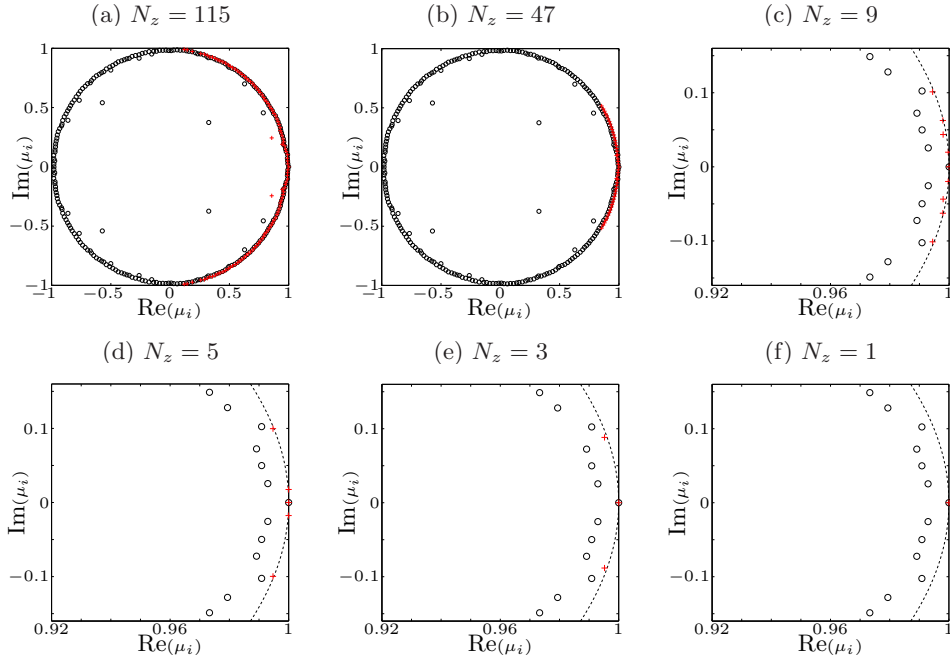 (a) N_z = 115
(b) N_z = 47
(c) N_z = 9
1
0.5
0
−0.5
−1
−1
−0.5
0
0.5
1
Im(μ_i)
Re(μ_i)
1
0.5
0
−0.5
−1
−1
−0.5
0
0.5
1
Im(μ_i)
Re(μ_i)
0.1
0
−0.1
0.92
0.96
1
Im(μ_i)
Re(μ_i)
(d) N_z = 5
(e) N_z = 3
(f) N_z = 1
0.1
0
−0.1
0.92
0.96
1
Im(μ_i)
Re(μ_i)
0.1
0
−0.1
0.92
0.96
1
Im(μ_i)
Re(μ_i)
0.1
0
−0.1
0.92
0.96
1
Im(μ_i)
Re(μ_i)